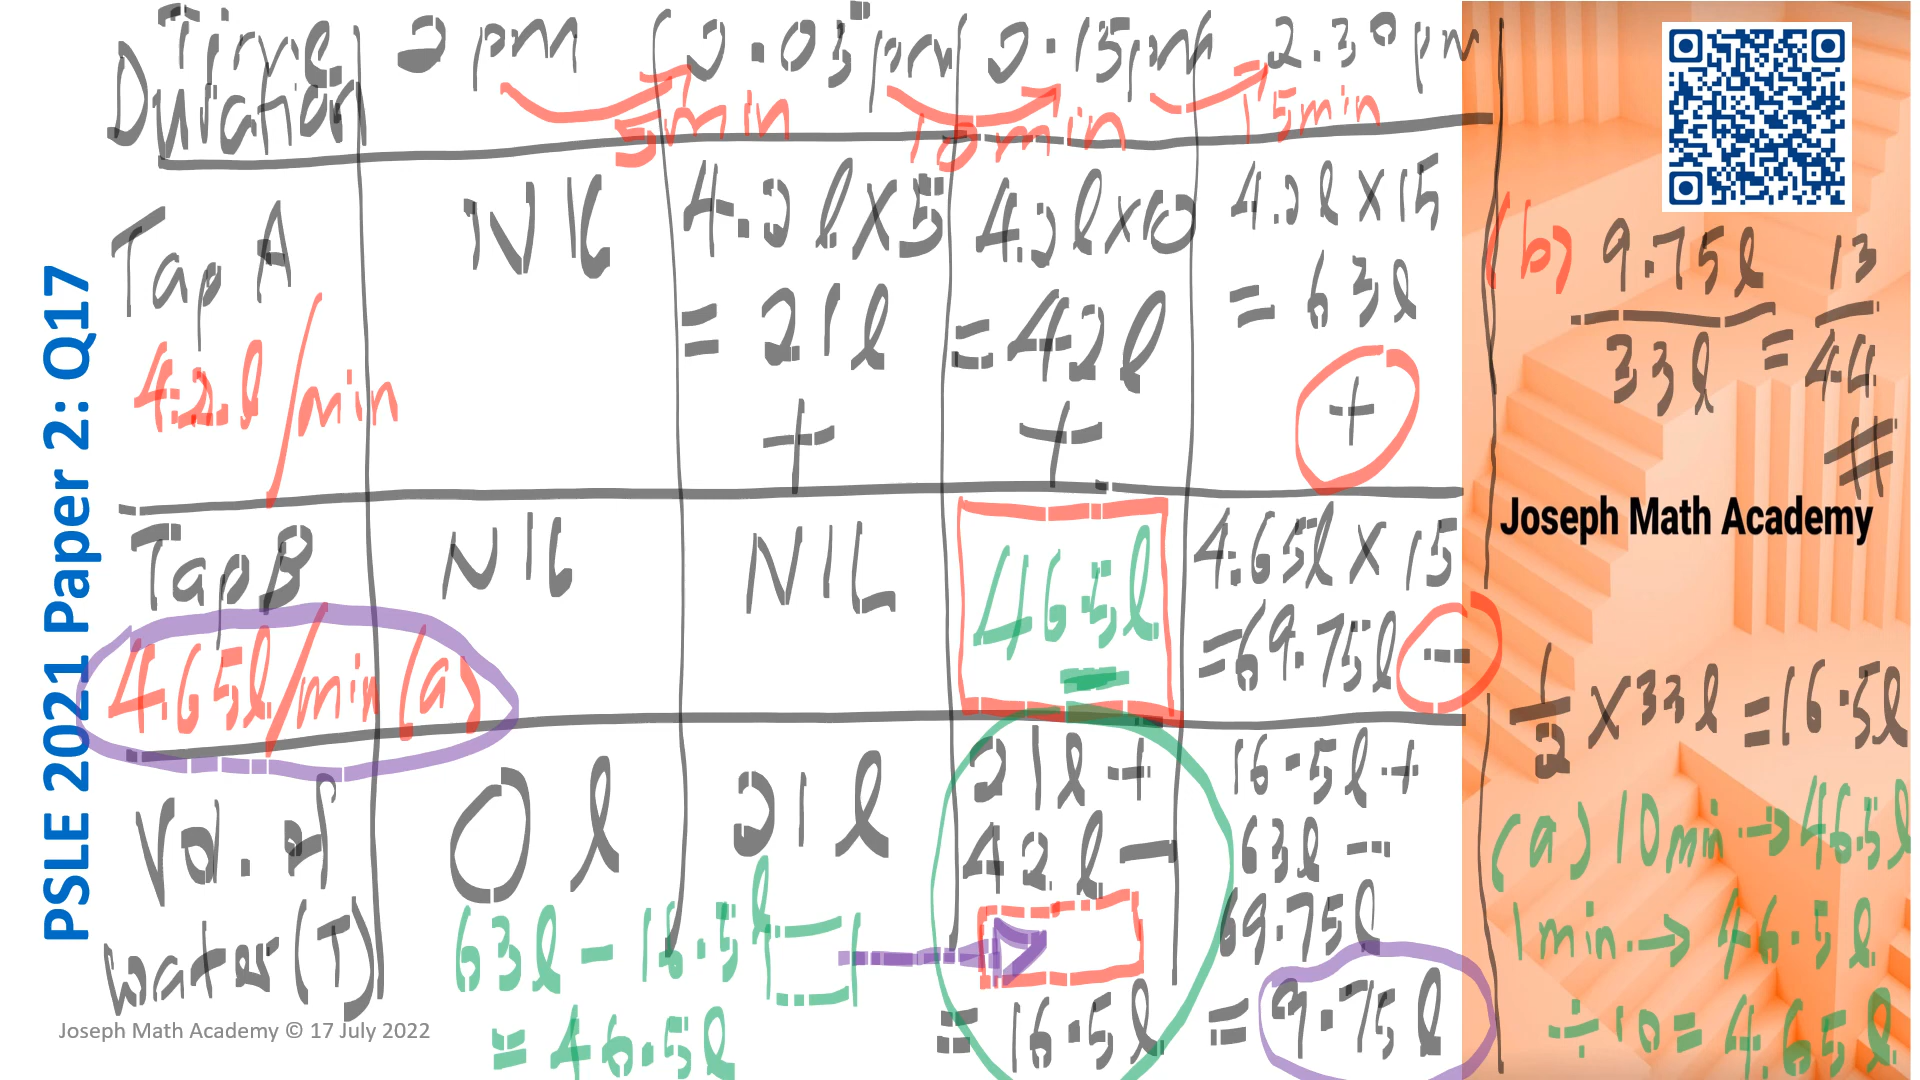 PSLE 2021 Paper 2: Q17
Time 2 pm 2.05 pm 2.15pm 2.30 pm
Duration 5 min 10 min 15min
Tap A NIL 4.2 l x 5 4.2 l x 10 4.2 l x 15
4.2 l/min = 21 l = 42 l = 63 l
+ + +
Tap B NIL NIL 46.5 l 4.65 l x 15
4.65 l/min (a) = 69.75 l -
Vol. of 0 l 21 l 21 l + 16.5 l +
42 l - 63 l -
water (T) 69.75 l
63 l - 16.5 l = 16.5 l = 9.75 l
= 46.5 l
(b) 9.75 l / 33 l = 13 / 44 #
Joseph Math Academy
1/2 x 33 l = 16.5 l
(a) 10 min → 46.5 l
1 min → 46.5 l
÷ 10 = 4.65 l
Joseph Math Academy © 17 July 2022